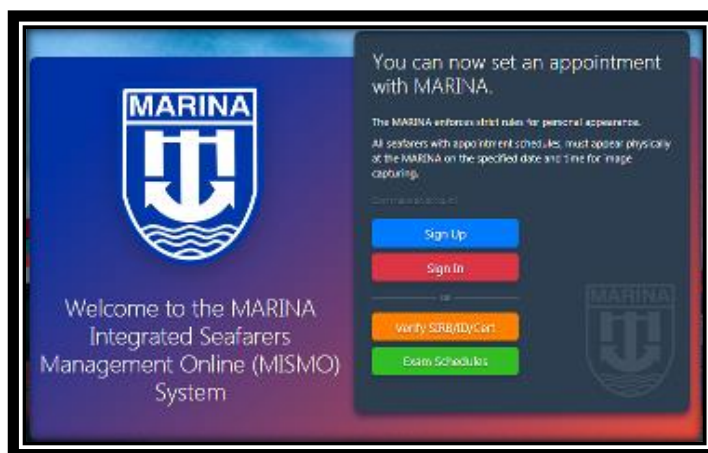 MARINA
Welcome to the MARINA
Integrated Seafarers
Management Online (MISMO)
System
You can now set an appointment
with MARINA.
The MARINA enforces strict rules for personal appearance.
All seafarers with appointment schedules, must appear physically
at the MARINA on the specified date and time for image
capturing.
Sign Up
Sign In
Verify SIRB/ID/Cert
Exam Schedules
MARINA